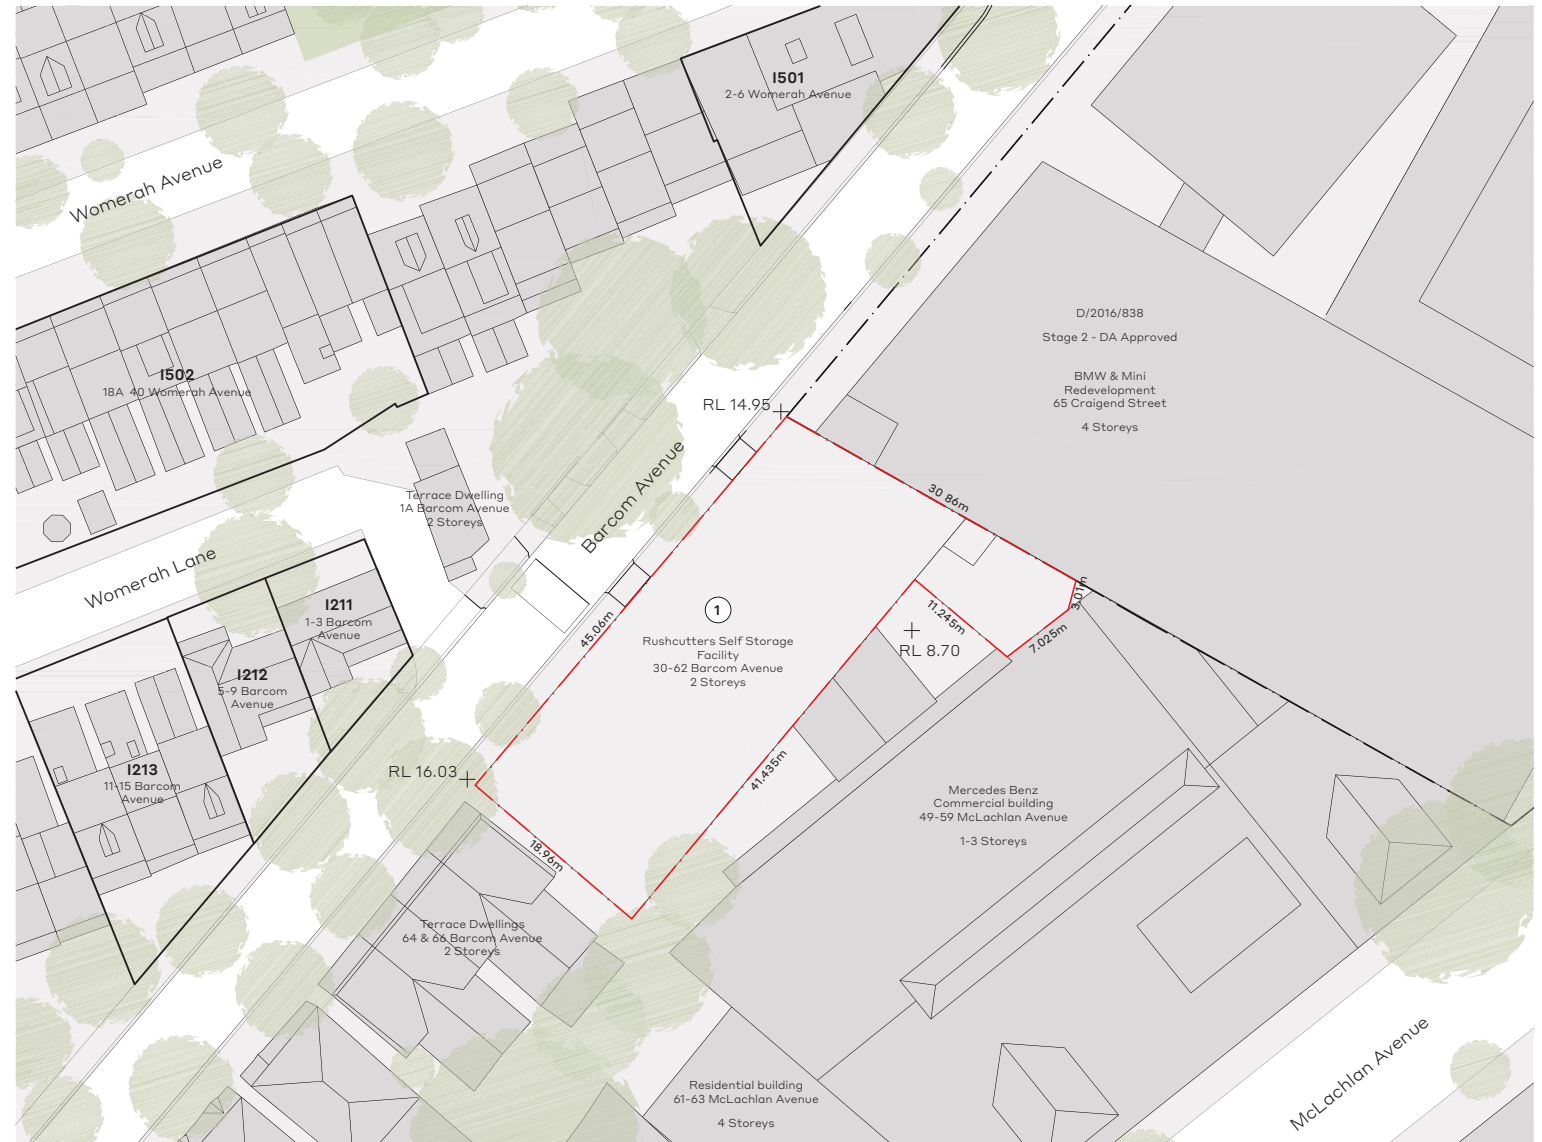 I501
2-6 Womerah Avenue
Womerah Avenue
D/2016/838
Stage 2 - DA Approved
BMW & Mini
Redevelopment
65 Craigend Street
4 Storeys
I502
18A 40 Womerah Avenue
RL 14.95
Barcom Avenue
30.86m
Terrace Dwelling
1A Barcom Avenue
2 Storeys
Womerah Lane
I211
1-3 Barcom
Avenue
1
Rushcutters Self Storage
Facility
30-62 Barcom Avenue
2 Storeys
45.06m
11.245m
3.01m
7.025m
RL 8.70
I212
5-9 Barcom
Avenue
I213
11-15 Barcom
Avenue
RL 16.03
41.435m
18.96m
Mercedes Benz
Commercial building
49-59 McLachlan Avenue
1-3 Storeys
Terrace Dwellings
64 & 66 Barcom Avenue
2 Storeys
Residential building
61-63 McLachlan Avenue
4 Storeys
McLachlan Avenue